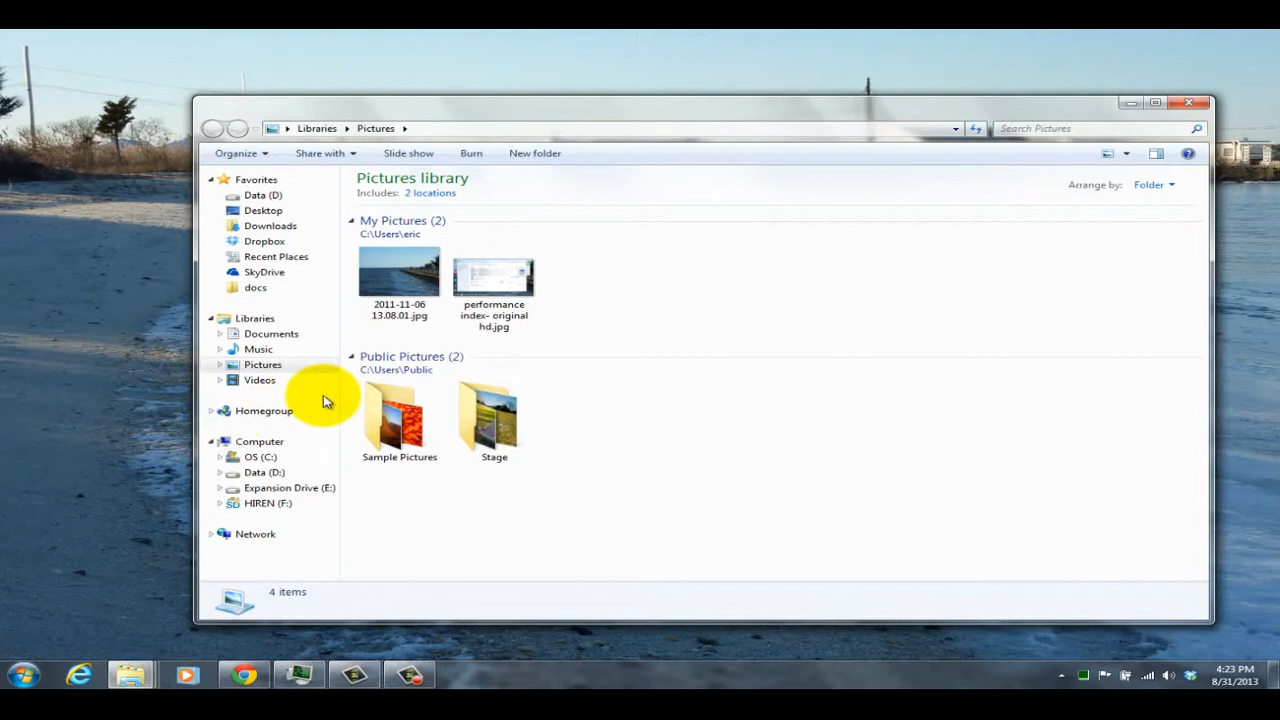 Libraries Pictures
Search Pictures
Organize Share with Slide show Burn New folder
Favorites
Data (D)
Desktop
Downloads
Dropbox
Recent Places
SkyDrive
docs
Libraries
Documents
Music
Pictures
Videos
Homegroup
Computer
OS (C:)
Data (D:)
Expansion Drive (E:)
HIREN (F:)
Network
Pictures library
Includes: 2 locations
Arrange by: Folder
My Pictures (2)
C:\Users\eric
2011-11-06
13.08.01.jpg
performance
index- original
hd.jpg
Public Pictures (2)
C:\Users\Public
Sample Pictures
Stage
4 items
4:23 PM
8/31/2013